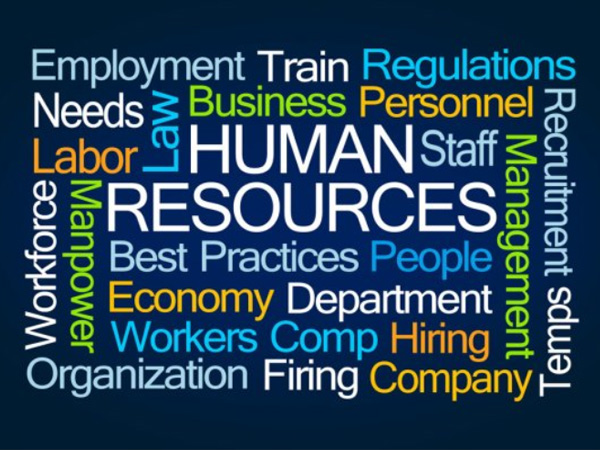 Employment Train Regulations
Needs
Law
Business Personnel
Recruitment
HUMAN
Staff
Labor
Management
RESOURCES
Workforce
Manpower
Best Practices People
Economy Department
Temps
Workers Comp Hiring
Organization Firing Company